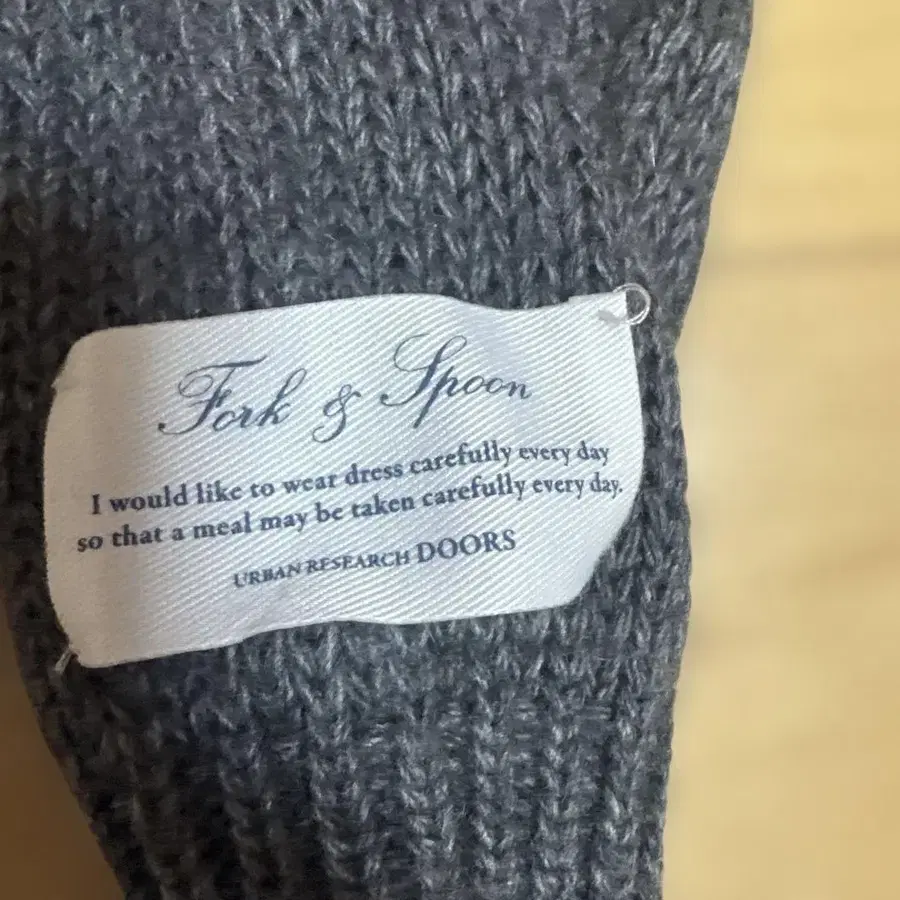 Fork & Spoon
I would like to wear dress carefully every day
so that a meal may be taken carefully every day.
URBAN RESEARCH DOORS